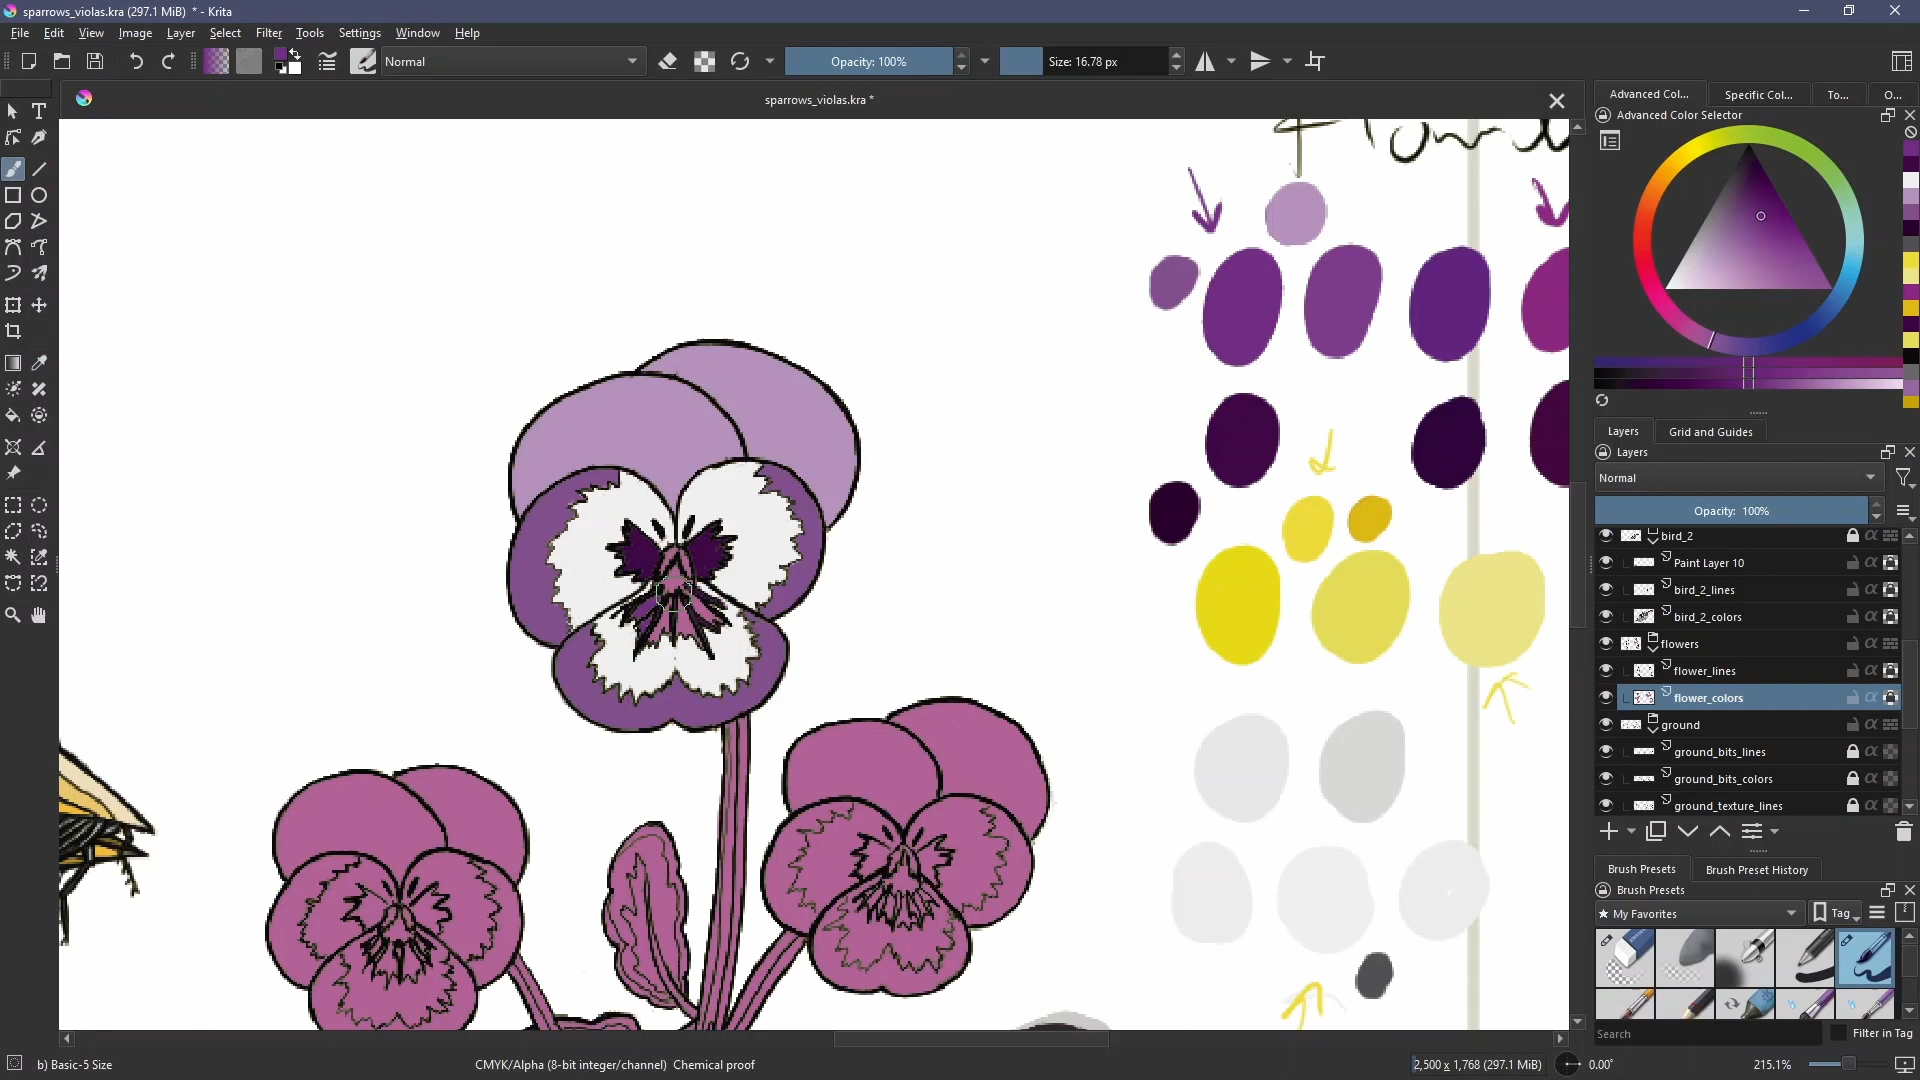 sparrows_violas.kra (297.1 MiB) * - Krita
File Edit View Image Layer Select Filter Tools Settings Window Help
Normal
Opacity: 100%
Size: 16.78 px
sparrows_violas.kra *
Advanced Col...
Specific Col...
To...
O...
Advanced Color Selector
Layers
Grid and Guides
Layers
Normal
Opacity: 100%
bird_2
Paint Layer 10
bird_2_lines
bird_2_colors
flowers
flower_lines
flower_colors
ground
ground_bits_lines
ground_bits_colors
ground_texture_lines
Brush Presets
Brush Preset History
Brush Presets
★ My Favorites
Tag
Search
Filter in Tag
b) Basic-5 Size
CMYK/Alpha (8-bit integer/channel) Chemical proof
2,500 x 1,768 (297.1 MiB)
0.00°
215.1%